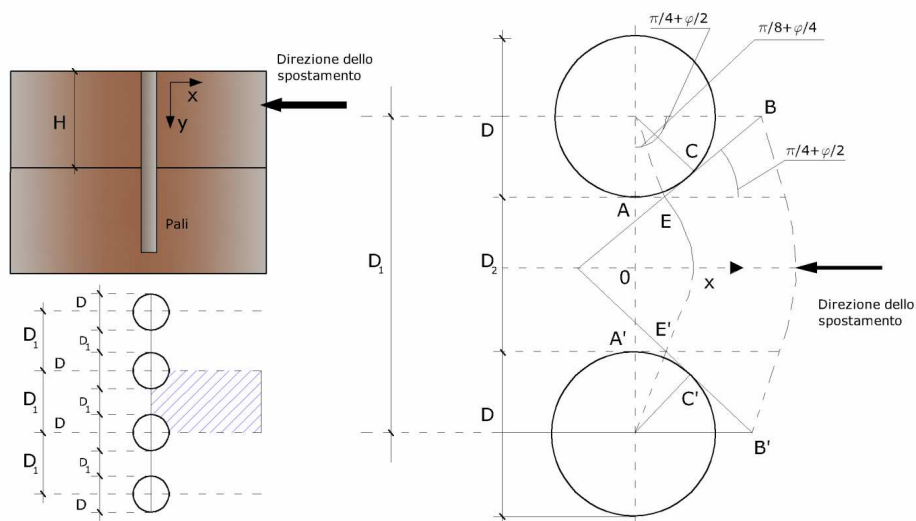 Direzione dello
spostamento
H
x
y
Pali
D
D1
D1
D
D1
D1
D
D1
D1
D
π/4+φ/2
π/8+φ/4
D
B
C
π/4+φ/2
A
E
D1
D2
0
x
Direzione dello
spostamento
E'
A'
C'
D
B'